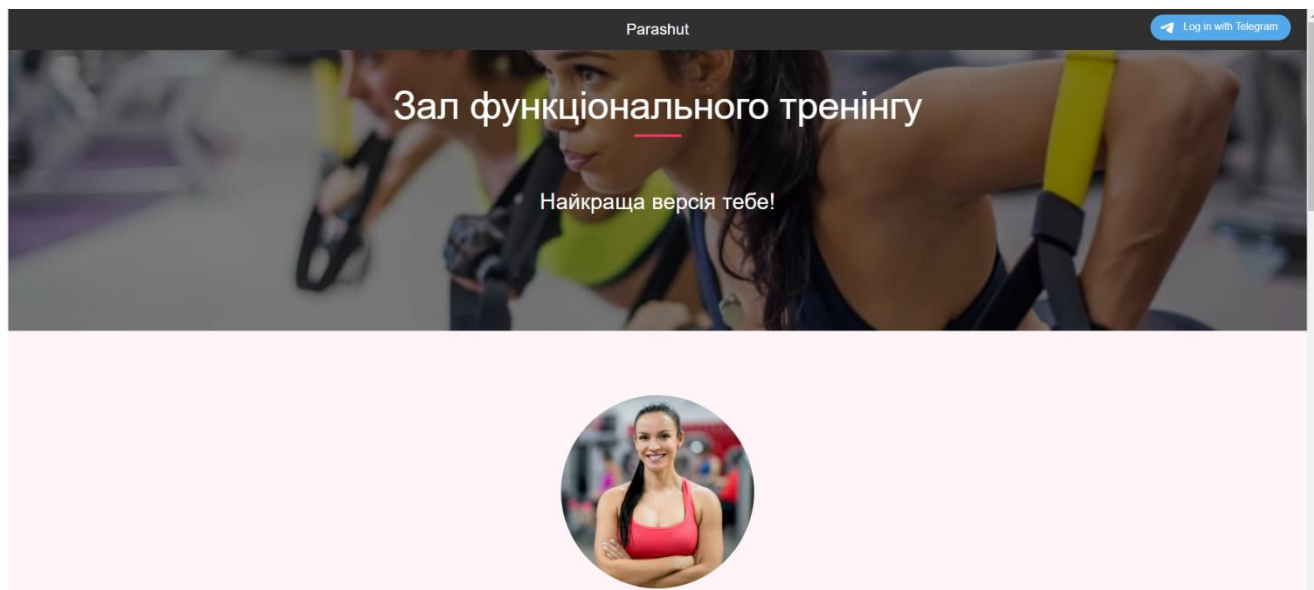 Parashut
Log in with Telegram
Зал функціонального тренінгу
Найкраща версія тебе!